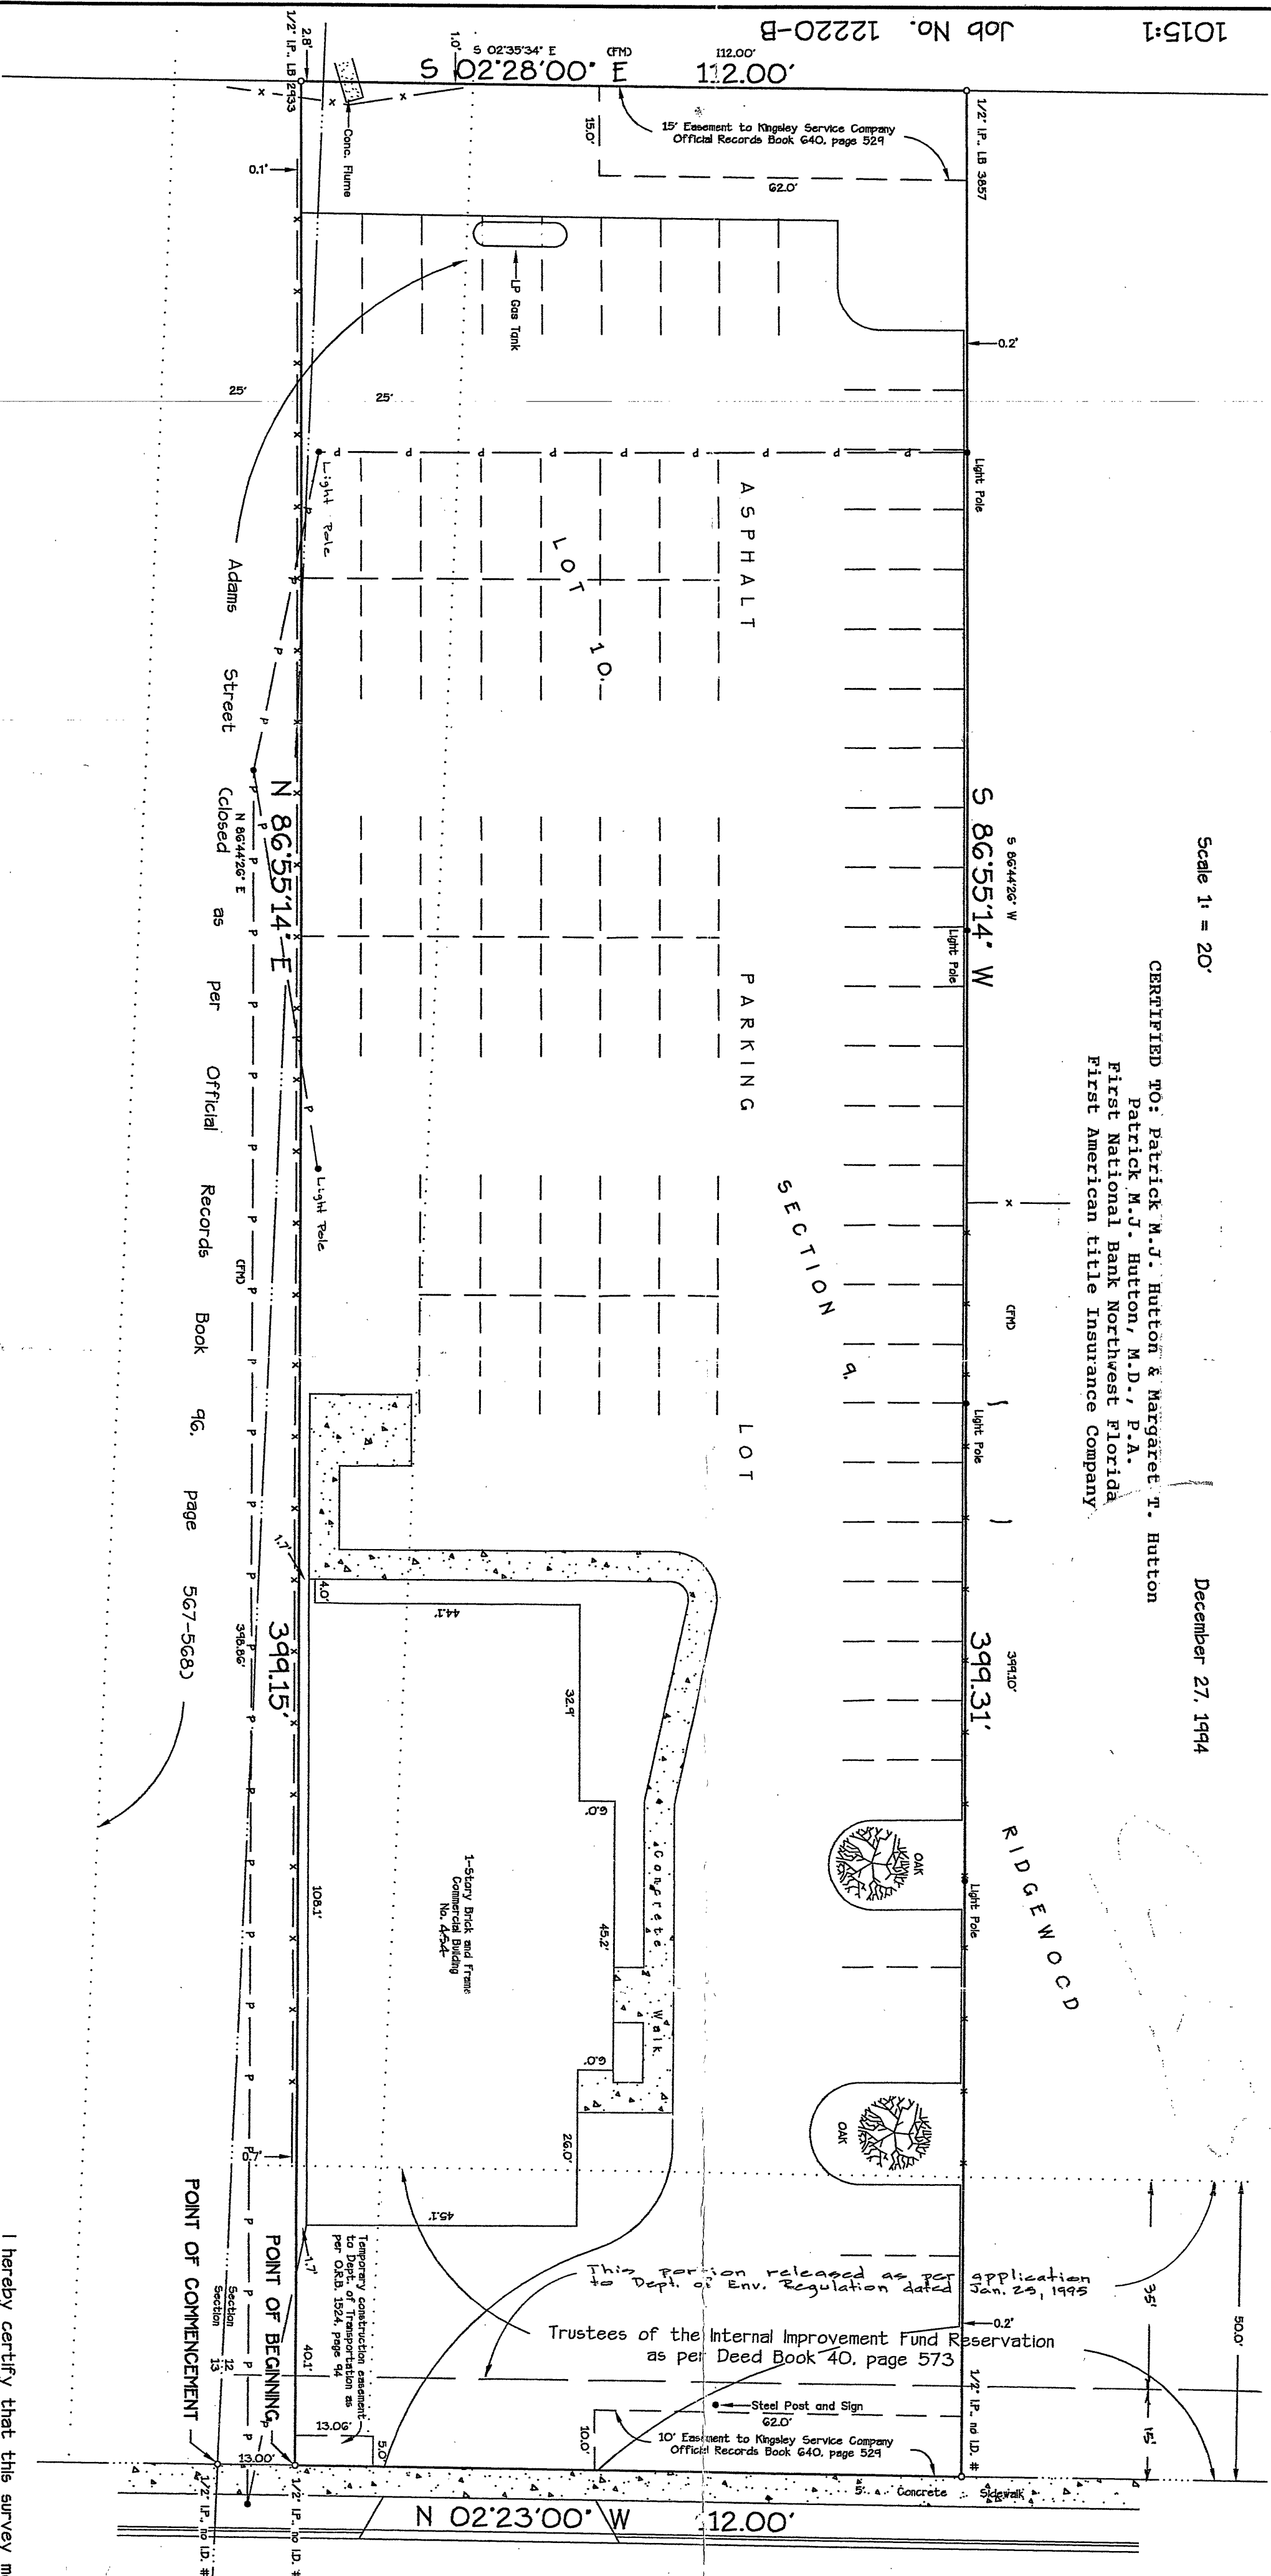 1015:1
Job No. 12220-B
Scale 1" = 20'
December 27, 1994
CERTIFIED TO: Patrick M.J. Hutton & Margaret T. Hutton
Patrick M.J. Hutton, M.D., P.A.
First National Bank Northwest Florida
First American title Insurance Company
S 02°35'34" E
(FM)
112.00'
S 02°28'00" E
112.00'
2.8'
1.0'
1/2" I.P., LB 2933
1/2" I.P., LB 3857
15' Easement to Kingsley Service Company
Official Records Book 640, page 529
15.0'
62.0'
Conc. Flume
0.1'
LP Gas Tank
0.2'
25'
25'
Light Pole
Light Pole
ASPHALT
LOT 10,
S 86°44'26" W
S 86°55'14" W
Light Pole
PARKING
SECTION 9,
LOT
(FM)
Light Pole
399.10'
399.31'
RIDGEWOOD
Light Pole
OAK
OAK
Adams Street (closed as per Official Records Book 96, page 567-568)
N 86°44'26" E
N 86°55'14" E
Light Pole
(FM)
398.86'
399.15'
1.7'
4.0'
44.1'
32.9'
6.0'
45.2'
6.0'
26.0'
45.1'
108.1'
Concrete Walk
1-Story Brick and Frame
Commercial Building
No. 454
0.7'
1.7'
40.1'
Temporary construction easement
to Dept. of Transportation as
per O.R.B. 1524, page 94
13.06'
5.0'
13.00'
POINT OF BEGINNING
POINT OF COMMENCEMENT
Section 12
Section 13
This portion released as per application
to Dept. of Env. Regulation dated Jan. 25, 1995
Trustees of the Internal Improvement Fund Reservation
as per Deed Book 40, page 573
0.2'
35'
50.0'
15'
Steel Post and Sign
62.0'
10.0'
10' Easement to Kingsley Service Company
Official Records Book 640, page 529
1/2" I.P. no I.D. #
5' Concrete Sidewalk
1/2" I.P., no I.D. #
1/2" I.P., no I.D. #
N 02°23'00" W
112.00'
I hereby certify that this survey m